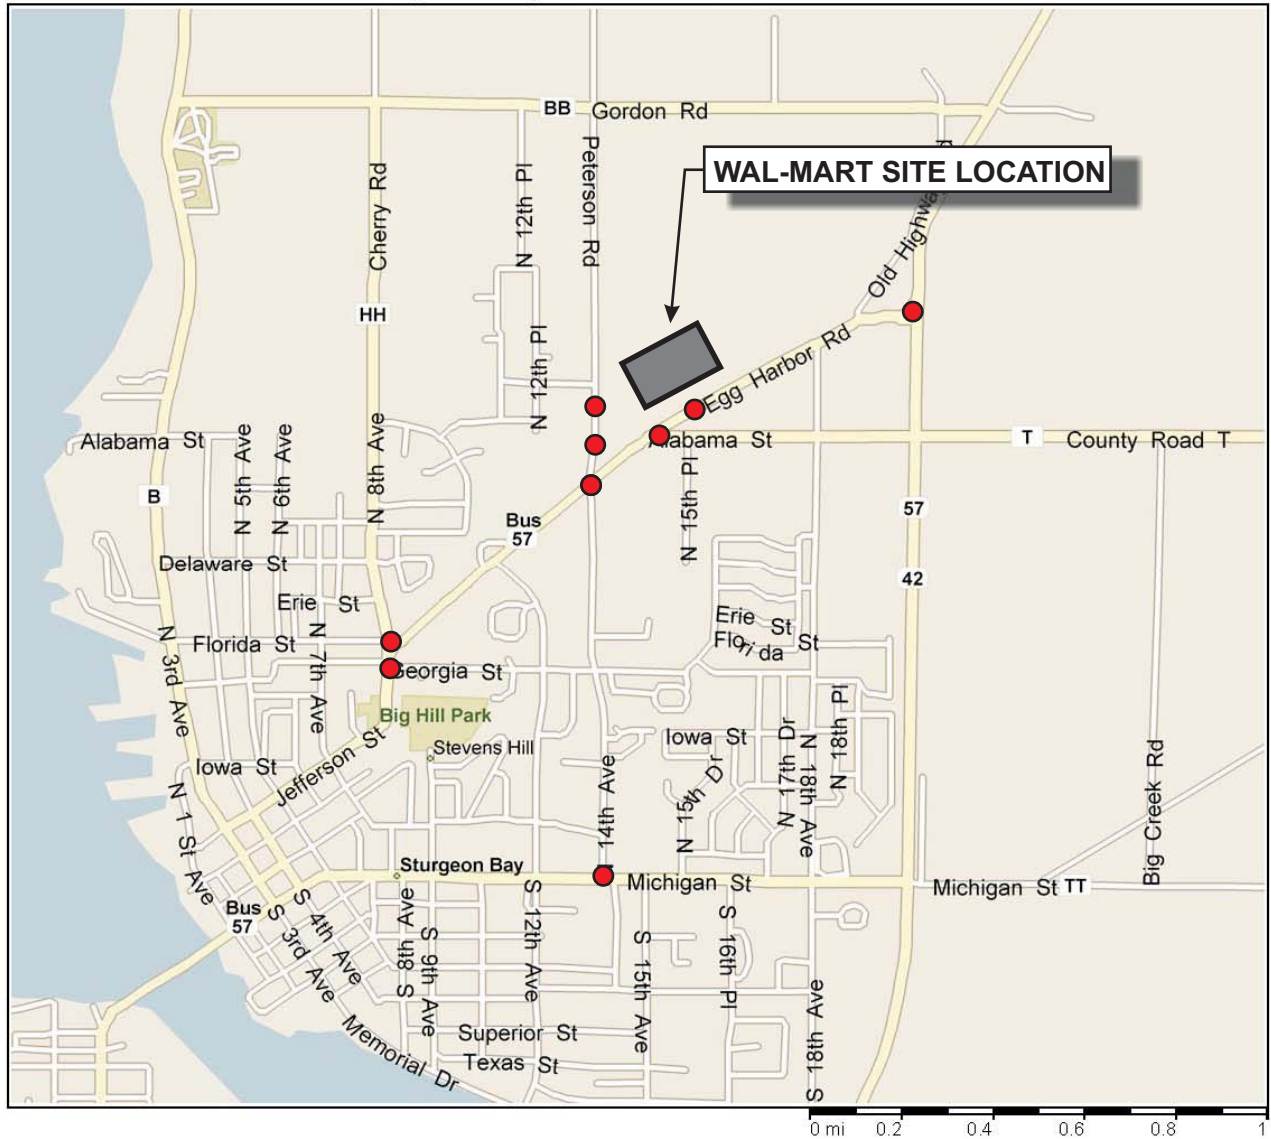 BB Gordon Rd
WAL-MART SITE LOCATION
Cherry Rd
N 12th Pl
Peterson Rd
Old Highway
HH
N 12th Pl
Egg Harbor Rd
Alabama St
N 5th Ave
N 6th Ave
N 8th Ave
Alabama St
T
County Road T
B
Bus
57
N 15th Pl
57
42
Delaware St
Erie St
Erie St
Florida St
Florida St
N 3rd Ave
N 7th Ave
Georgia St
Big Hill Park
Stevens Hill
Iowa St
N 17th Dr
N 18th Ave
N 18th Pl
Iowa St
Jefferson St
N 15th Dr
N 14th Ave
Big Creek Rd
N 1 St Ave
Sturgeon Bay
Michigan St
Michigan St TT
Bus
57
S 3rd Ave
S 4th Ave
S 8th Ave
S 9th Ave
S 12th Ave
S 15th Ave
S 16th Pl
S 18th Ave
Superior St
Texas St
Memorial Dr
0 mi 0.2 0.4 0.6 0.8 1